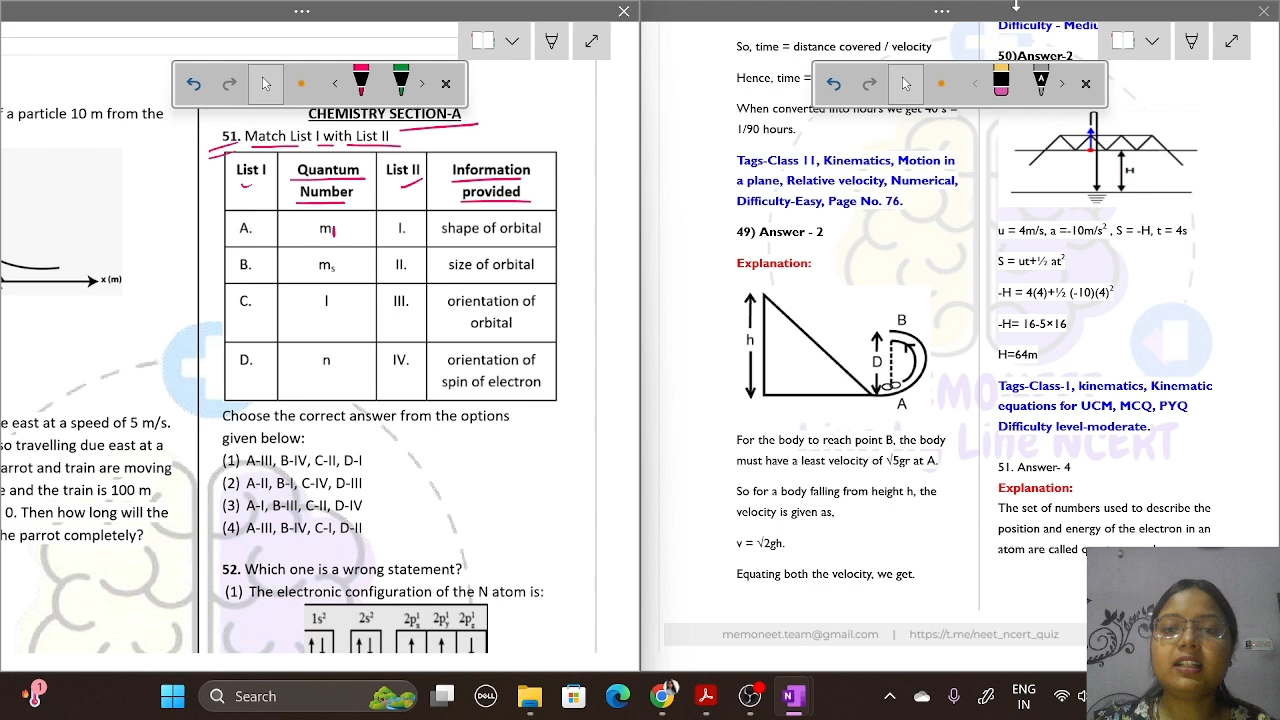 f a particle 10 m from the
x (m)
e east at a speed of 5 m/s.
so travelling due east at a
arrot and train are moving
e and the train is 100 m
0. Then how long will the
he parrot completely?
CHEMISTRY SECTION-A
51. Match List I with List II
List I Quantum Number List II Information provided
A. ml I. shape of orbital
B. ms II. size of orbital
C. l III. orientation of orbital
D. n IV. orientation of spin of electron
Choose the correct answer from the options
given below:
(1) A-III, B-IV, C-II, D-I
(2) A-II, B-I, C-IV, D-III
(3) A-I, B-III, C-II, D-IV
(4) A-III, B-IV, C-I, D-II
52. Which one is a wrong statement?
(1) The electronic configuration of the N atom is:
1s² 2s² 2p¹x 2p¹y 2p¹z
So, time = distance covered / velocity
Hence, time =
When converted into hours we get 40 s =
1/90 hours.
Tags-Class 11, Kinematics, Motion in
a plane, Relative velocity, Numerical,
Difficulty-Easy, Page No. 76.
49) Answer - 2
Explanation:
h
B
D
A
For the body to reach point B, the body
must have a least velocity of √5gr at A.
So for a body falling from height h, the
velocity is given as,
v = √2gh.
Equating both the velocity, we get.
Difficulty - Mediu
50)Answer-2
H
u = 4m/s, a =-10m/s² , S = -H, t = 4s
S = ut+½ at²
-H = 4(4)+½ (-10)(4)²
-H= 16-5×16
H=64m
Tags-Class-1, kinematics, Kinematic
equations for UCM, MCQ, PYQ
Difficulty level-moderate.
51. Answer- 4
Explanation:
The set of numbers used to describe the
position and energy of the electron in an
atom are called
MONEET
Line NCERT
memoneet.team@gmail.com | https://t.me/neet_ncert_quiz
1
Search
DELL
ENG
IN